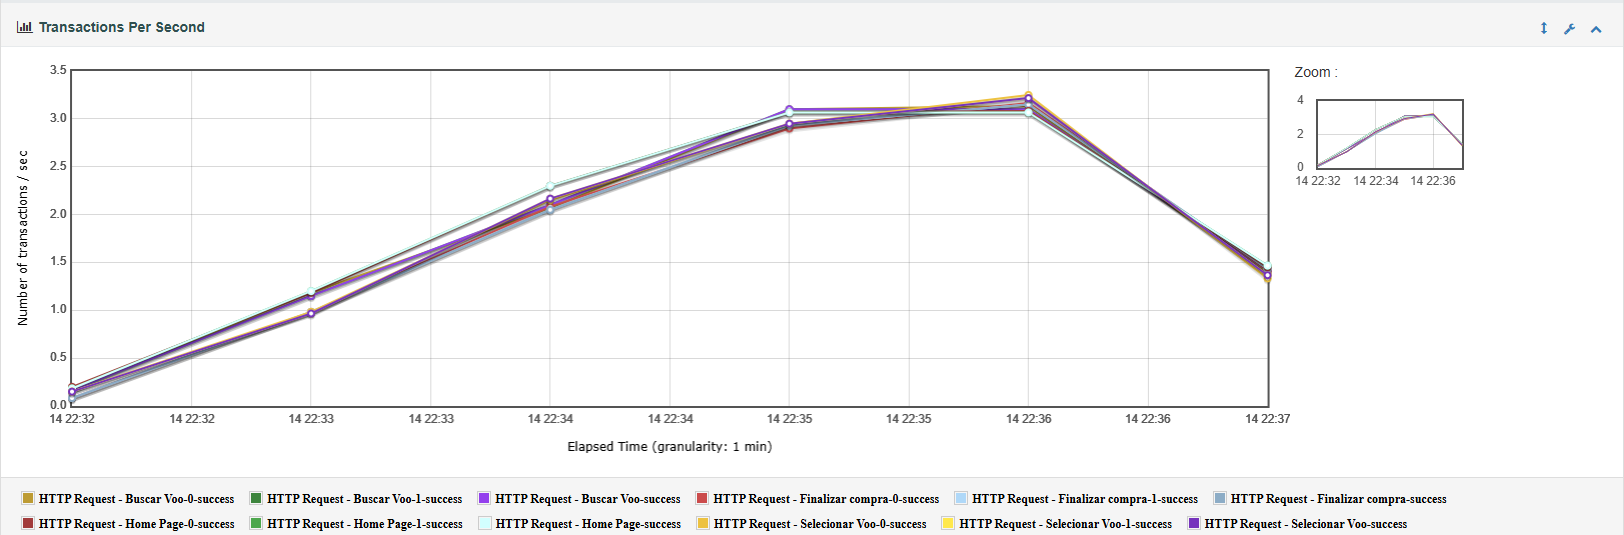 Transactions Per Second
Zoom :
3.5
3.0
2.5
2.0
1.5
1.0
0.5
0.0
Number of transactions / sec
14 22:32 14 22:32 14 22:33 14 22:33 14 22:34 14 22:34 14 22:35 14 22:35 14 22:36 14 22:36 14 22:37
Elapsed Time (granularity: 1 min)
4
2
0
14 22:32 14 22:34 14 22:36
HTTP Request - Buscar Voo-0-success HTTP Request - Buscar Voo-1-success HTTP Request - Buscar Voo-success HTTP Request - Finalizar compra-0-success HTTP Request - Finalizar compra-1-success HTTP Request - Finalizar compra-success
HTTP Request - Home Page-0-success HTTP Request - Home Page-1-success HTTP Request - Home Page-success HTTP Request - Selecionar Voo-0-success HTTP Request - Selecionar Voo-1-success HTTP Request - Selecionar Voo-success